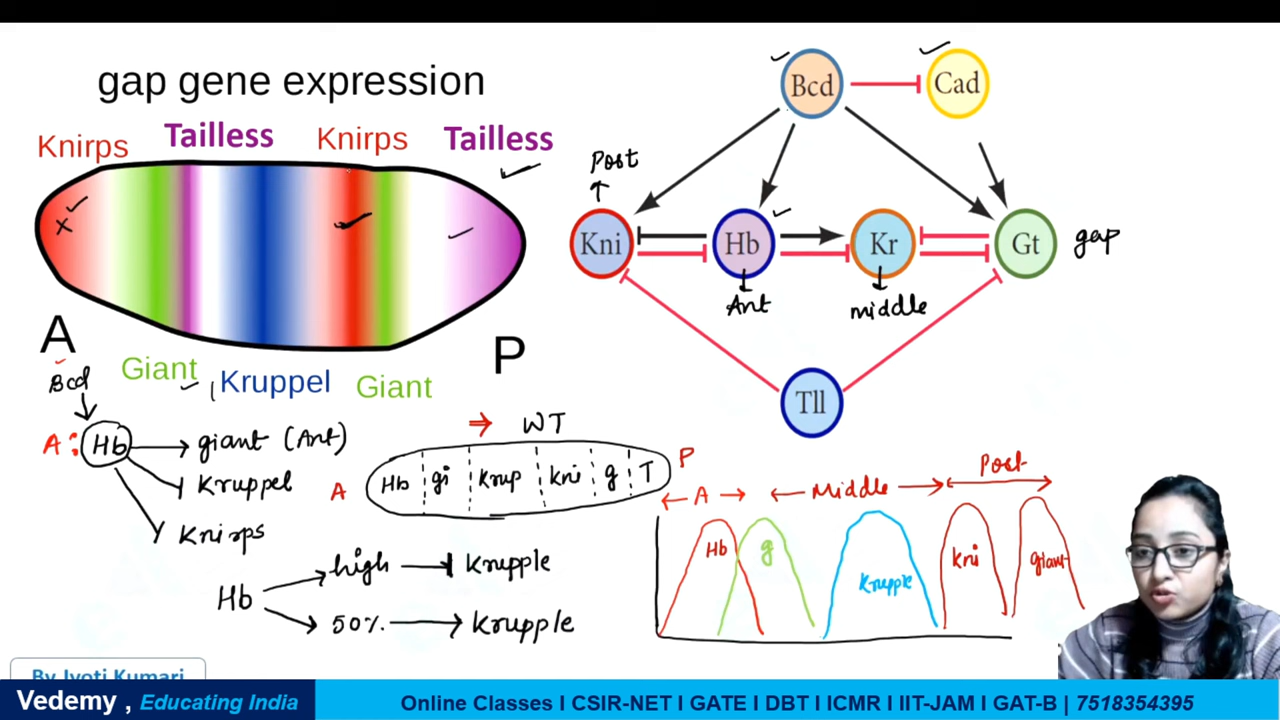 gap gene expression
Knirps
Tailless
Knirps
Tailless
x
A
P
Giant
Kruppel
Giant
Bcd
Cad
Post
Kni
Hb
Kr
Gt
gap
Ant
middle
Tll
Bcd
A: Hb
giant (Ant)
Kruppel
Knirps
Hb
high
Krupple
50%
Krupple
WT
A
Hb
gi
Krup
kni
g
T
P
A
Middle
Post
Hb
g
Krupple
kni
giant
By Jyoti Kumari
Vedemy , Educating India
Online Classes I CSIR-NET I GATE I DBT I ICMR I IIT-JAM I GAT-B | 7518354395